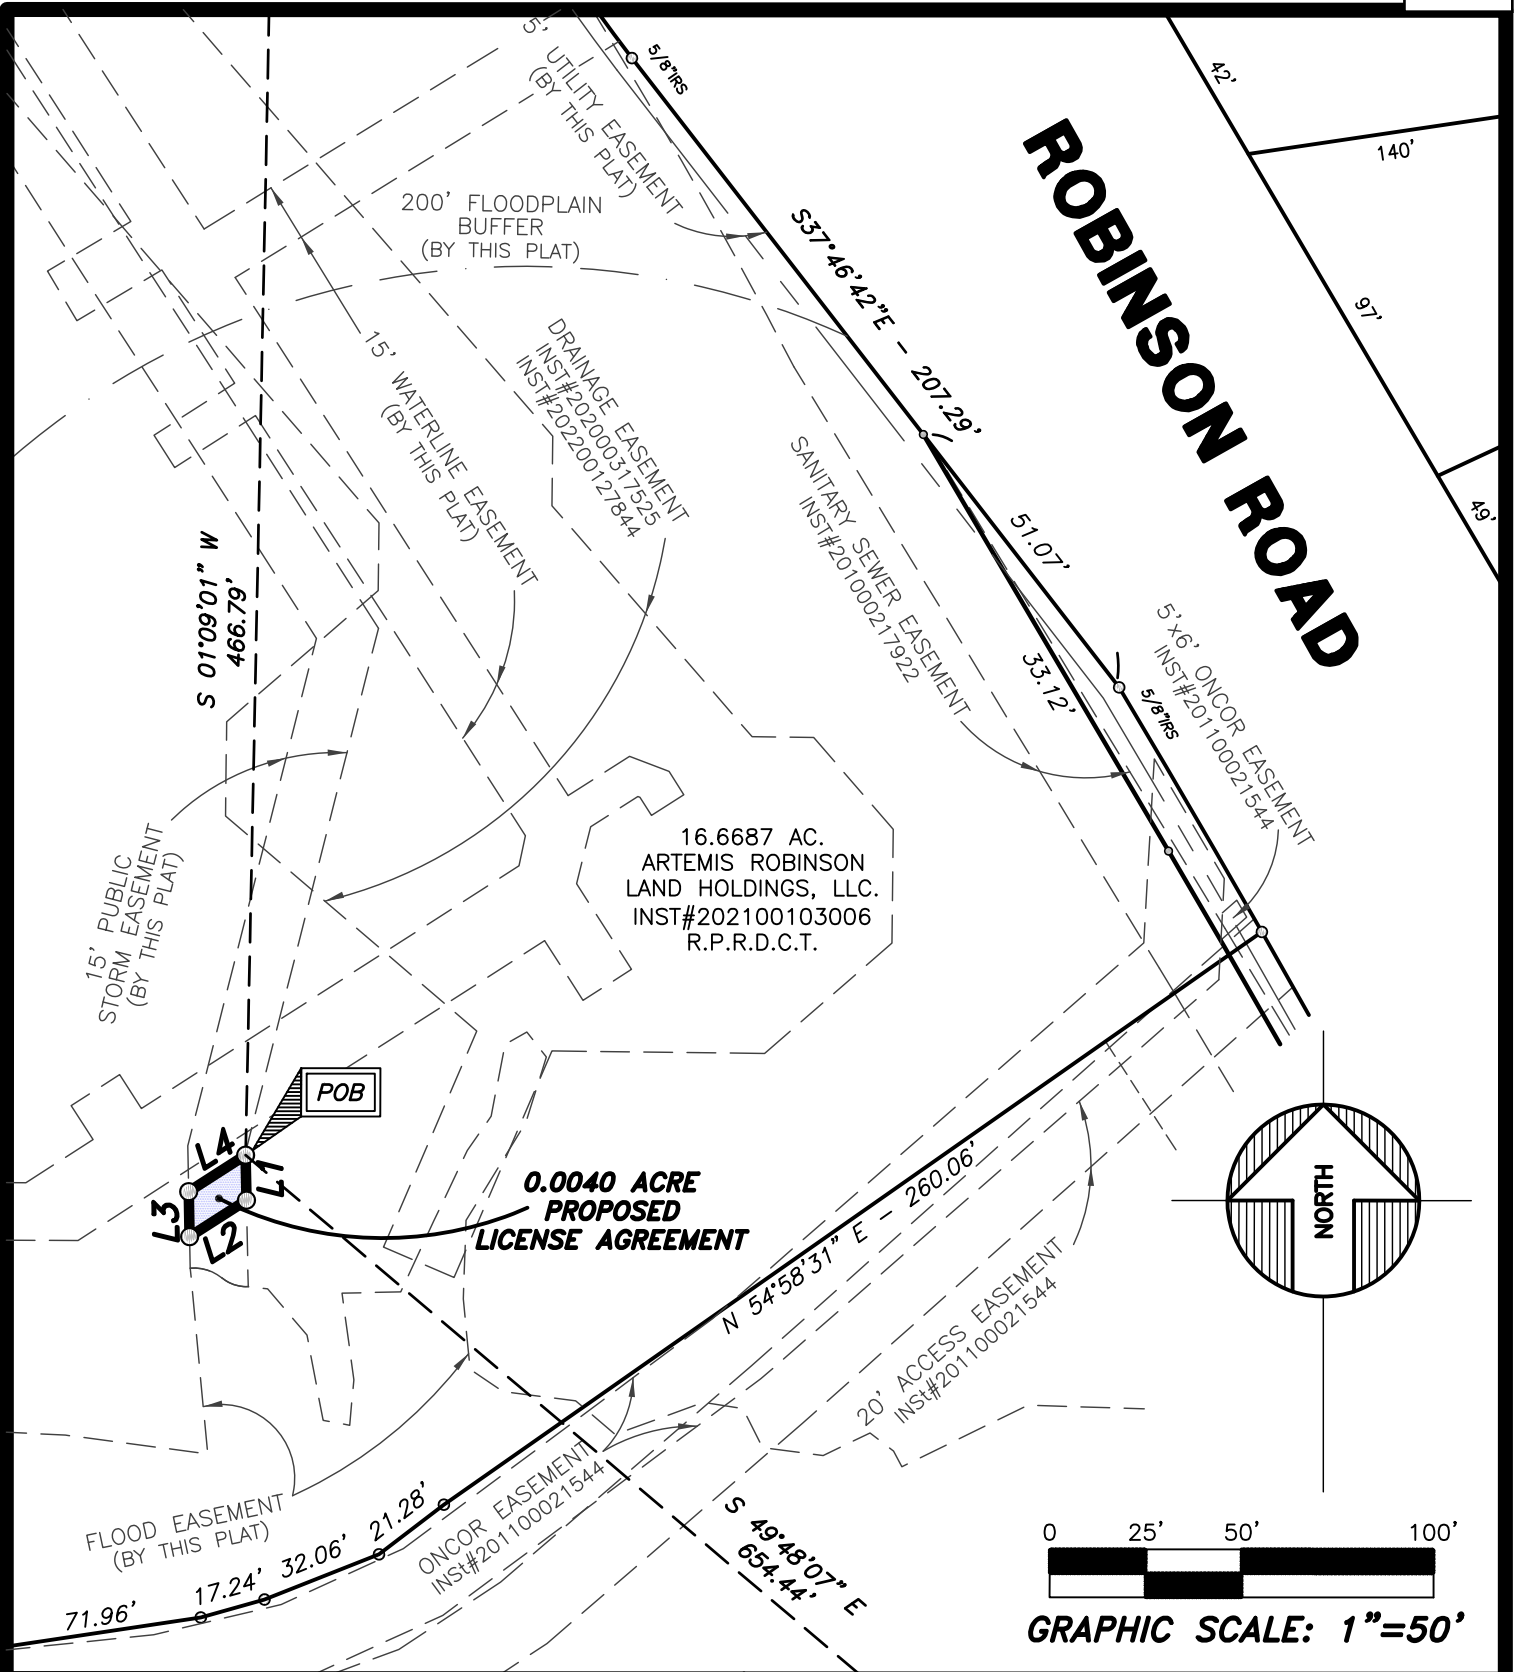 5/8"IRS
42'
140'
ROBINSON ROAD
97'
49'
5' UTILITY EASEMENT
(BY THIS PLAT)
200' FLOODPLAIN
BUFFER
(BY THIS PLAT)
S37°46'42"E - 207.29'
15' WATERLINE EASEMENT
(BY THIS PLAT)
DRAINAGE EASEMENT
INST#202000317525
INST#202200127844
SANITARY SEWER EASEMENT
INST#201000217922
51.07'
33.12'
5/8"IRS
5'x6' ONCOR EASEMENT
INST#201100021544
S 01°09'01" W
466.79'
15' PUBLIC
STORM EASEMENT
(BY THIS PLAT)
16.6687 AC.
ARTEMIS ROBINSON
LAND HOLDINGS, LLC.
INST#202100103006
R.P.R.D.C.T.
POB
L4
L1
L3
L2
0.0040 ACRE
PROPOSED
LICENSE AGREEMENT
N 54°58'31" E - 260.06'
NORTH
20' ACCESS EASEMENT
INSt#201100021544
FLOOD EASEMENT
(BY THIS PLAT)
ONCOR EASEMENT
INSt#201100021544
S 49°48'07" E
654.44'
71.96'
17.24'
32.06'
21.28'
0 25' 50' 100'
GRAPHIC SCALE: 1"=50'